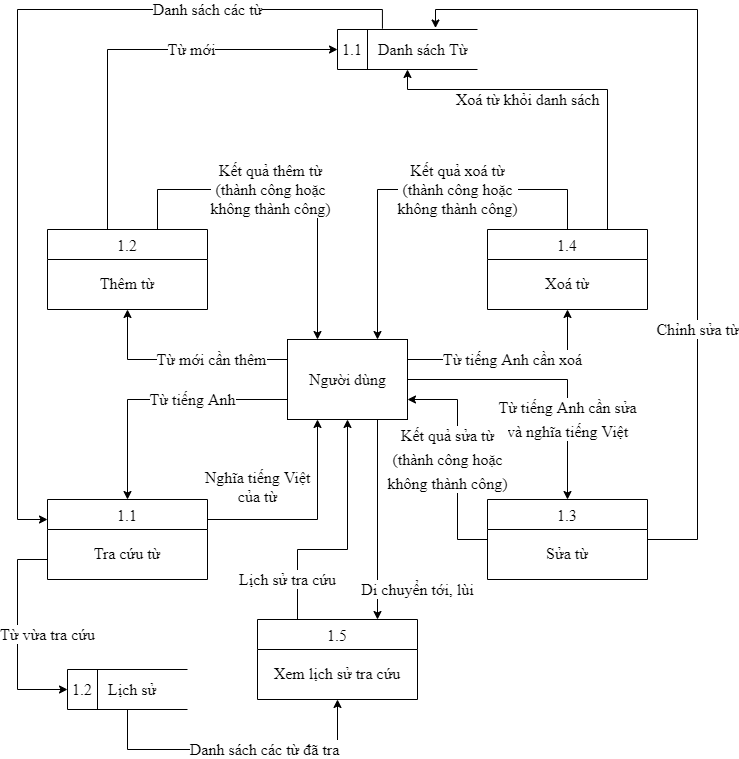 Danh sách các từ
Từ mới
1.1
Danh sách Từ
Xoá từ khỏi danh sách
Kết quả thêm từ
(thành công hoặc
không thành công)
Kết quả xoá từ
(thành công hoặc
không thành công)
1.2
Thêm từ
1.4
Xoá từ
Chỉnh sửa từ
Từ mới cần thêm
Người dùng
Từ tiếng Anh cần xoá
Từ tiếng Anh
Từ tiếng Anh cần sửa
và nghĩa tiếng Việt
Kết quả sửa từ
(thành công hoặc
không thành công)
Nghĩa tiếng Việt
của từ
1.1
Tra cứu từ
1.3
Sửa từ
Lịch sử tra cứu
Di chuyển tới, lùi
Từ vừa tra cứu
1.5
Xem lịch sử tra cứu
1.2
Lịch sử
Danh sách các từ đã tra